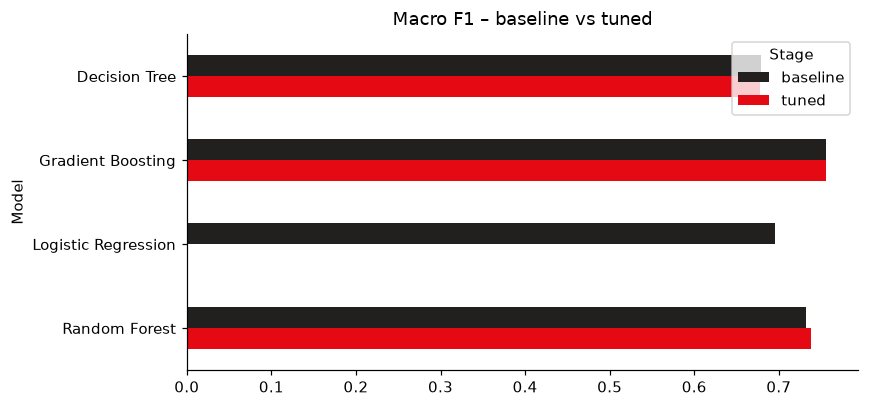 Macro F1 – baseline vs tuned
Stage
baseline
tuned
Model
Decision Tree
Gradient Boosting
Logistic Regression
Random Forest
0.0 0.1 0.2 0.3 0.4 0.5 0.6 0.7